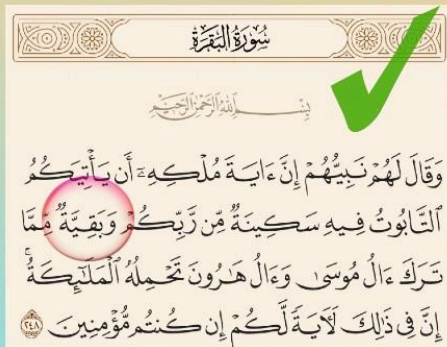 سُورَةُ البَقَرَةِ
بِسْمِ اللَّهِ الرَّحْمَٰنِ الرَّحِيمِ
وَقَالَ لَهُمْ نَبِيُّهُمْ إِنَّ ءَايَةَ مُلْكِهِۦٓ أَن يَأْتِيَكُمُ
ٱلتَّابُوتُ فِيهِ سَكِينَةٌ مِّن رَّبِّكُمْ وَبَقِيَّةٌ مِّمَّا
تَرَكَ ءَالُ مُوسَىٰ وَءَالُ هَٰرُونَ تَحْمِلُهُ ٱلْمَلَٰٓئِكَةُۚ
إِنَّ فِى ذَٰلِكَ لَءَايَةً لَّكُمْ إِن كُنتُم مُّؤْمِنِينَ ٢٤٨